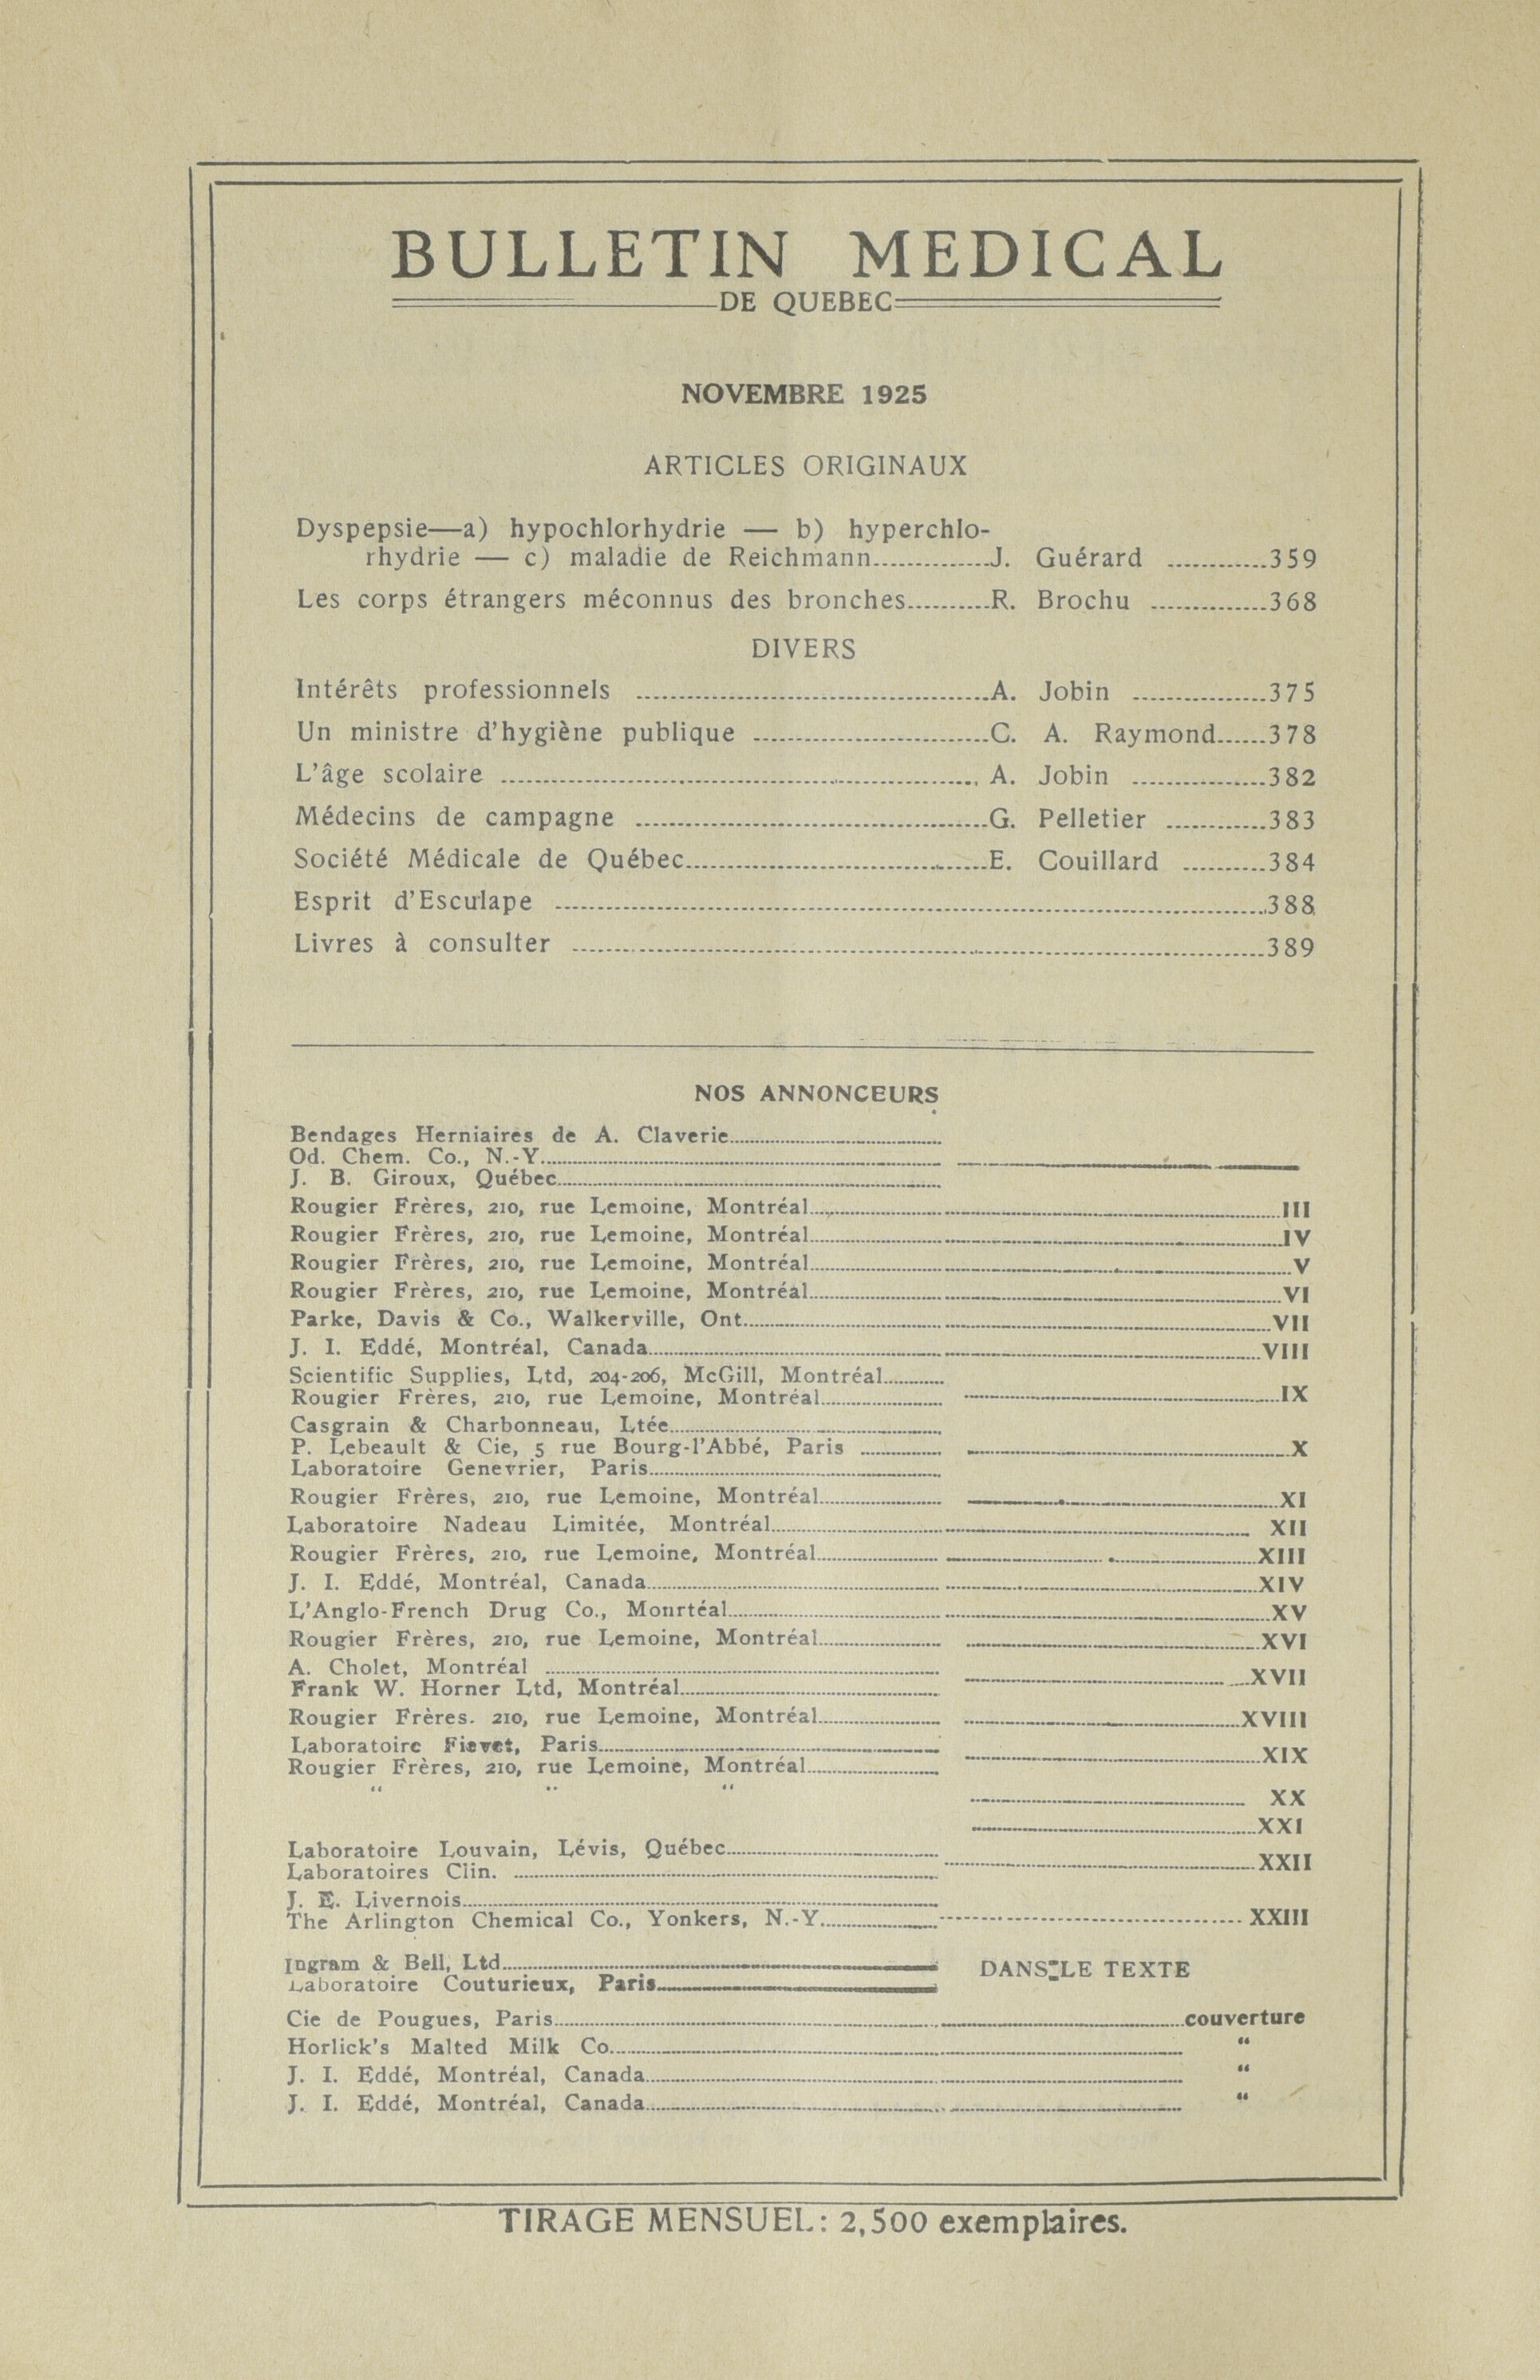 BULLETIN MEDICAL
DE QUEBEC
NOVEMBRE 1925
ARTICLES ORIGINAUX
Dyspepsie—a) hypochlorhydrie — b) hyperchlo-
rhydrie — c) maladie de Reichmann..............J. Guérard ............359
Les corps étrangers méconnus des bronches..........R. Brochu ..............368
DIVERS
Intérêts professionnels ..........................................A. Jobin ................375
Un ministre d'hygiène publique ............................C. A. Raymond......378
L'âge scolaire ........................................................, A. Jobin ................382
Médecins de campagne ..........................................G. Pelletier ............383
Société Médicale de Québec....................................E. Couillard ..........384
Esprit d'Esculape .....................................................................................388
Livres à consulter ...................................................................................389
NOS ANNONCEURS
Bendages Herniaires de A. Claverie........................................
Od. Chem. Co., N.-Y........................................
J. B. Giroux, Québec........................................
Rougier Frères, 210, rue Lemoine, Montréal........................................III
Rougier Frères, 210, rue Lemoine, Montréal........................................IV
Rougier Frères, 210, rue Lemoine, Montréal........................................V
Rougier Frères, 210, rue Lemoine, Montréal........................................VI
Parke, Davis & Co., Walkerville, Ont........................................VII
J. I. Eddé, Montréal, Canada........................................VIII
Scientific Supplies, Ltd, 204-206, McGill, Montréal............
Rougier Frères, 210, rue Lemoine, Montréal........................................IX
Casgrain & Charbonneau, Ltée........................................
P. Lebeault & Cie, 5 rue Bourg-l'Abbé, Paris ........................................X
Laboratoire Genevrier, Paris........................................
Rougier Frères, 210, rue Lemoine, Montréal........................................XI
Laboratoire Nadeau Limitée, Montréal........................................ XII
Rougier Frères, 210, rue Lemoine, Montréal........................................XIII
J. I. Eddé, Montréal, Canada........................................XIV
L'Anglo-French Drug Co., Monrtéal........................................XV
Rougier Frères, 210, rue Lemoine, Montréal........................................XVI
A. Cholet, Montréal ........................................XVII
Frank W. Horner Ltd, Montréal........................................
Rougier Frères. 210, rue Lemoine, Montréal........................................XVIII
Laboratoire Fievet, Paris........................................XIX
Rougier Frères, 210, rue Lemoine, Montréal........................
“ “ “ ........................................ XX
........................................XXI
Laboratoire Louvain, Lévis, Québec........................................XXII
Laboratoires Clin. ........................................
J. E. Livernois........................................
The Arlington Chemical Co., Yonkers, N.-Y........................................ XXIII
Ingram & Bell, Ltd........................................ DANS LE TEXTE
Laboratoire Couturieux, Paris........................................
Cie de Pougues, Paris........................................couverture
Horlick's Malted Milk Co........................................ “
J. I. Eddé, Montréal, Canada........................................ “
J. I. Eddé, Montréal, Canada........................................ “
TIRAGE MENSUEL: 2,500 exemplaires.